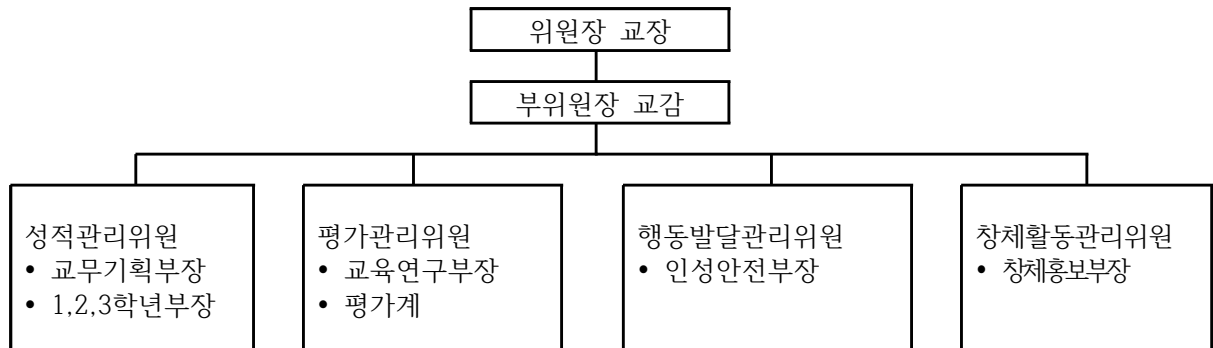 위원장 교장
부위원장 교감
성적관리위원
• 교무기획부장
• 1,2,3학년부장
평가관리위원
• 교육연구부장
• 평가계
행동발달관리위원
• 인성안전부장
창체활동관리위원
• 창체홍보부장